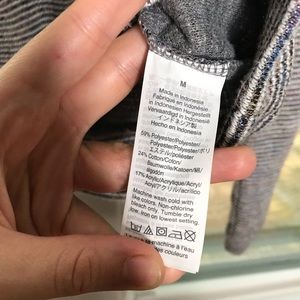 M
Made in Indonesia
Fabriqué en Indonésie
In Indonesien Hergestellt
Vervaardigd in Indonesië
インドネシア製
Hecho en Indonesia
Polyester/Polyester/
Polyester/Polyester/ポリ
エステル/poliéster
24% Cotton/Coton/
Baumwolle/Katoen/綿/
algodón
17% Acrylic/Acrylique/Acryl/
Acryl/アクリル/acrílico
Machine wash cold with
like colors. Non-chlorine
bleach only. Tumble dry
low. Iron on low setting.
machine à l'eau
des couleurs